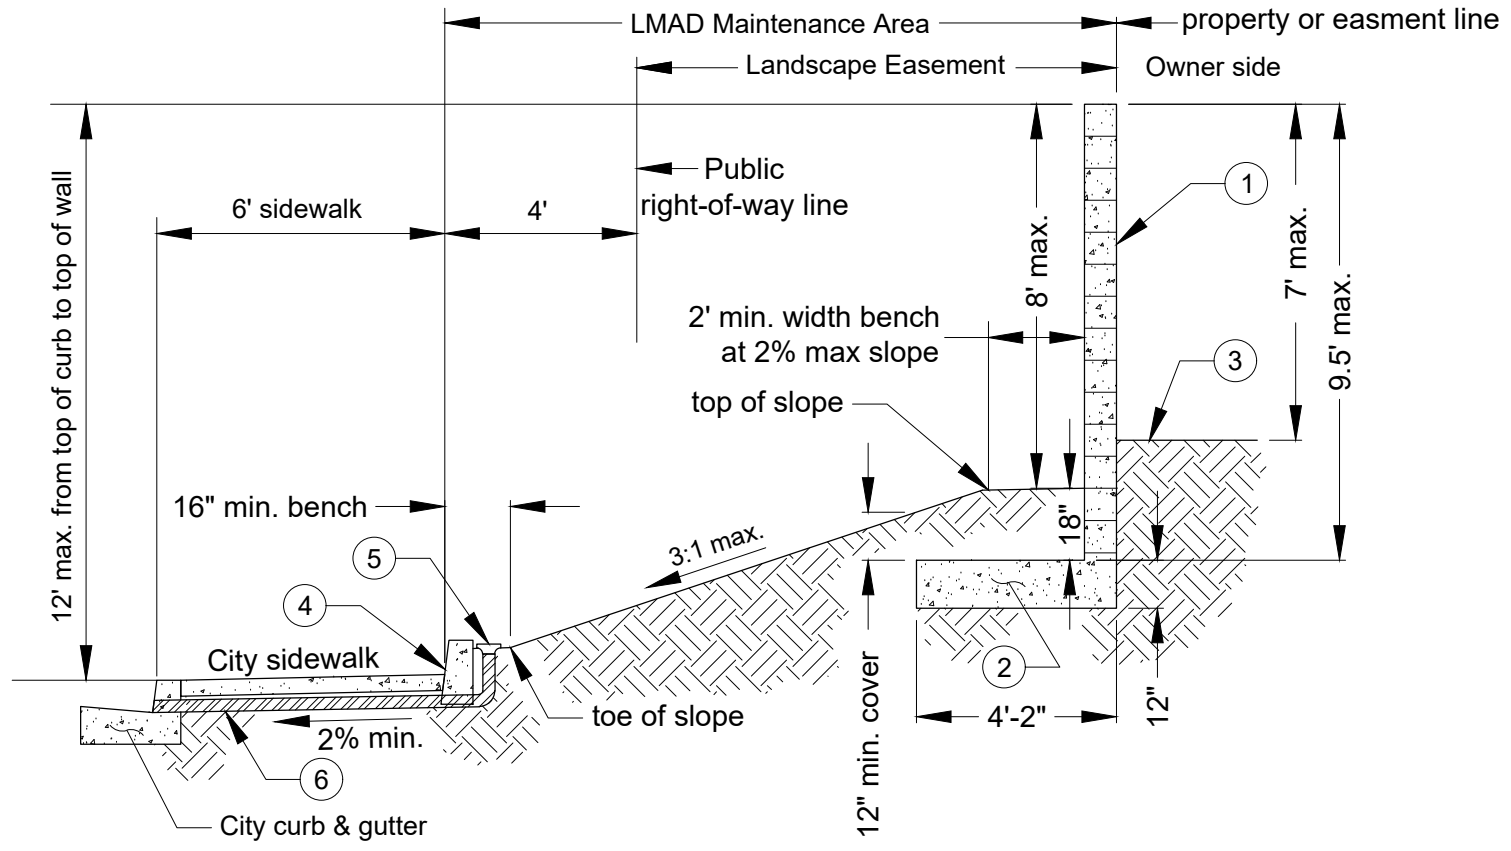 LMAD Maintenance Area
property or easment line
Landscape Easement
Owner side
12' max. from top of curb to top of wall
6' sidewalk
4'
Public
right-of-way line
8' max.
1
7' max.
9.5' max.
2' min. width bench
at 2% max slope
3
top of slope
16" min. bench
3:1 max.
18"
5
4
City sidewalk
2
12" min. cover
4'-2"
12"
toe of slope
2% min.
6
City curb & gutter